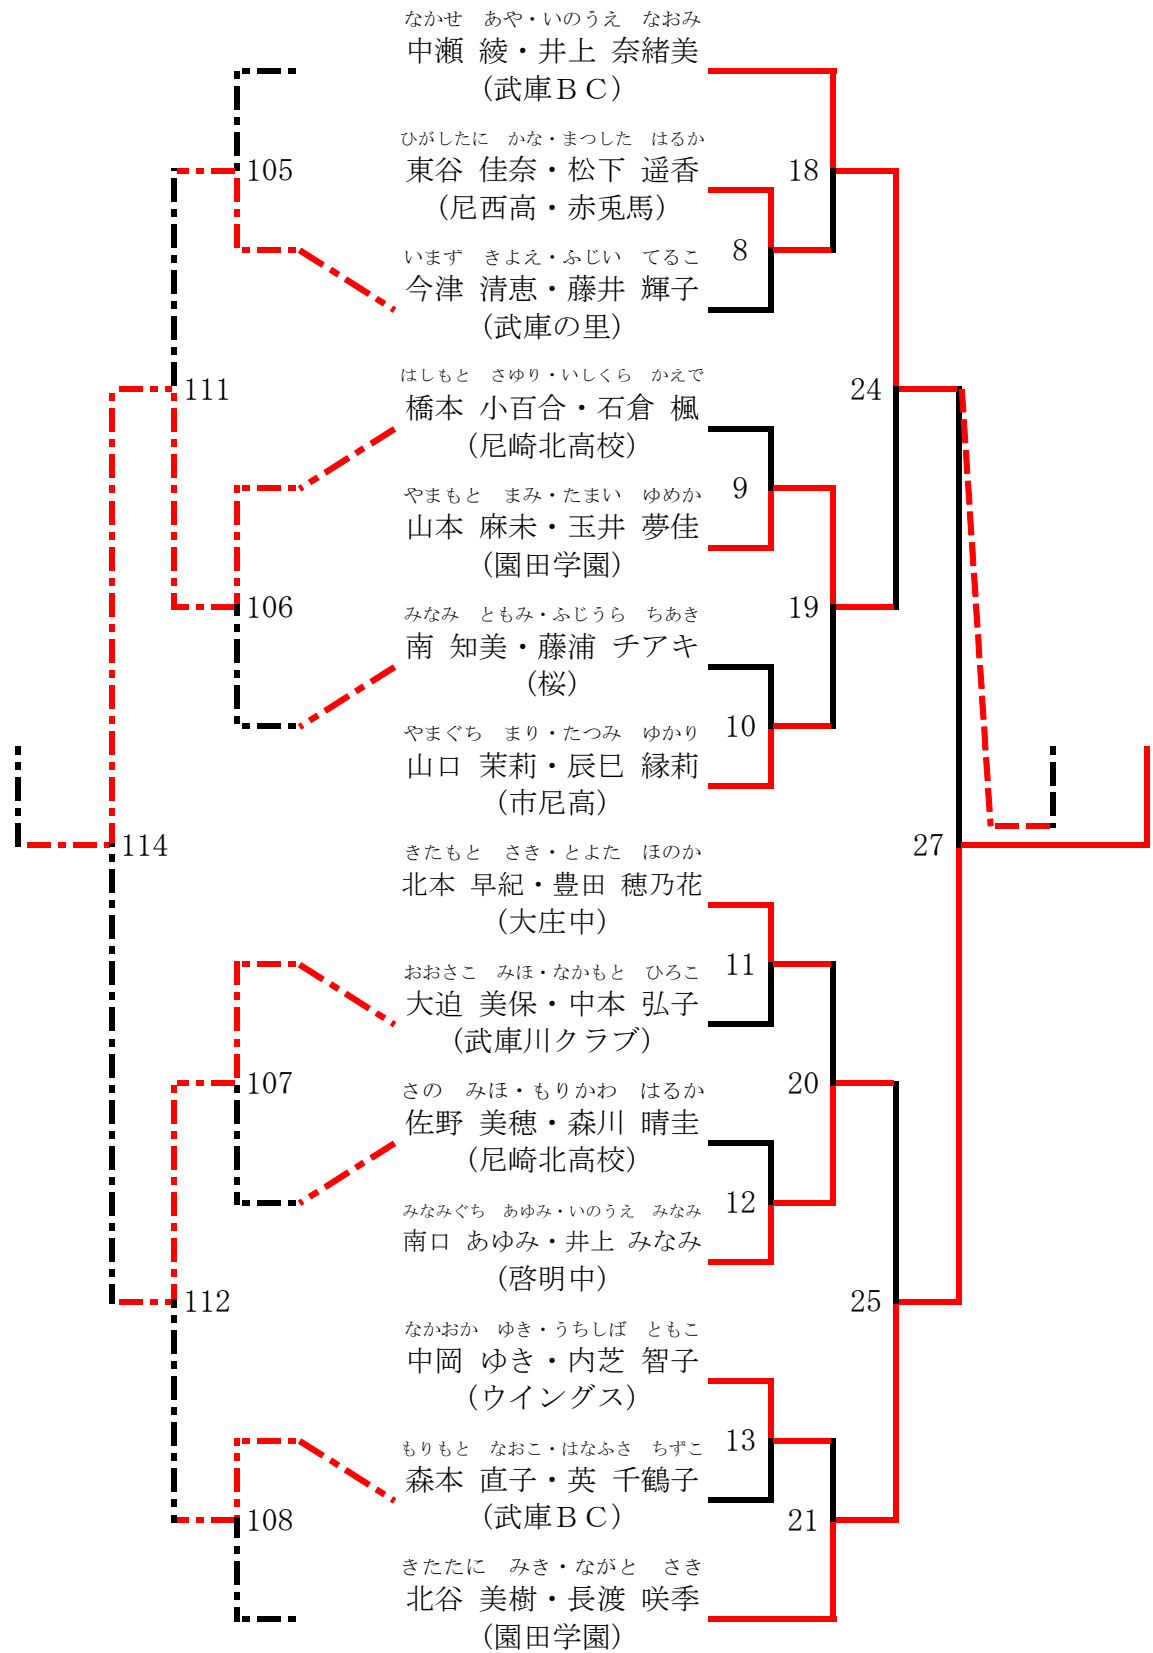 なかせ　あや・いのうえ　なおみ
中瀬 綾・井上 奈緒美
(武庫ＢＣ)
ひがしたに　かな・まつした　はるか
105
東谷 佳奈・松下 遥香
18
(尼西高・赤兎馬)
8
いまず　きよえ・ふじい　てるこ
今津 清恵・藤井 輝子
(武庫の里)
はしもと　さゆり・いしくら　かえで
111
24
橋本 小百合・石倉 楓
(尼崎北高校)
9
やまもと　まみ・たまい　ゆめか
山本 麻未・玉井 夢佳
(園田学園)
106
19
みなみ　ともみ・ふじうら　ちあき
南 知美・藤浦 チアキ
(桜)
10
やまぐち　まり・たつみ　ゆかり
山口 茉莉・辰巳 縁莉
(市尼高)
114
27
きたもと　さき・とよた　ほのか
北本 早紀・豊田 穂乃花
(大庄中)
11
おおさこ　みほ・なかもと　ひろこ
大迫 美保・中本 弘子
(武庫川クラブ)
107
20
さの　みほ・もりかわ　はるか
佐野 美穂・森川 晴圭
(尼崎北高校)
12
みなみぐち　あゆみ・いのうえ　みなみ
南口 あゆみ・井上 みなみ
(啓明中)
112
25
なかおか　ゆき・うちしば　ともこ
中岡 ゆき・内芝 智子
(ウイングス)
13
もりもと　なおこ・はなふさ　ちずこ
森本 直子・英 千鶴子
(武庫ＢＣ)
108
21
きたたに　みき・ながと　さき
北谷 美樹・長渡 咲季
(園田学園)